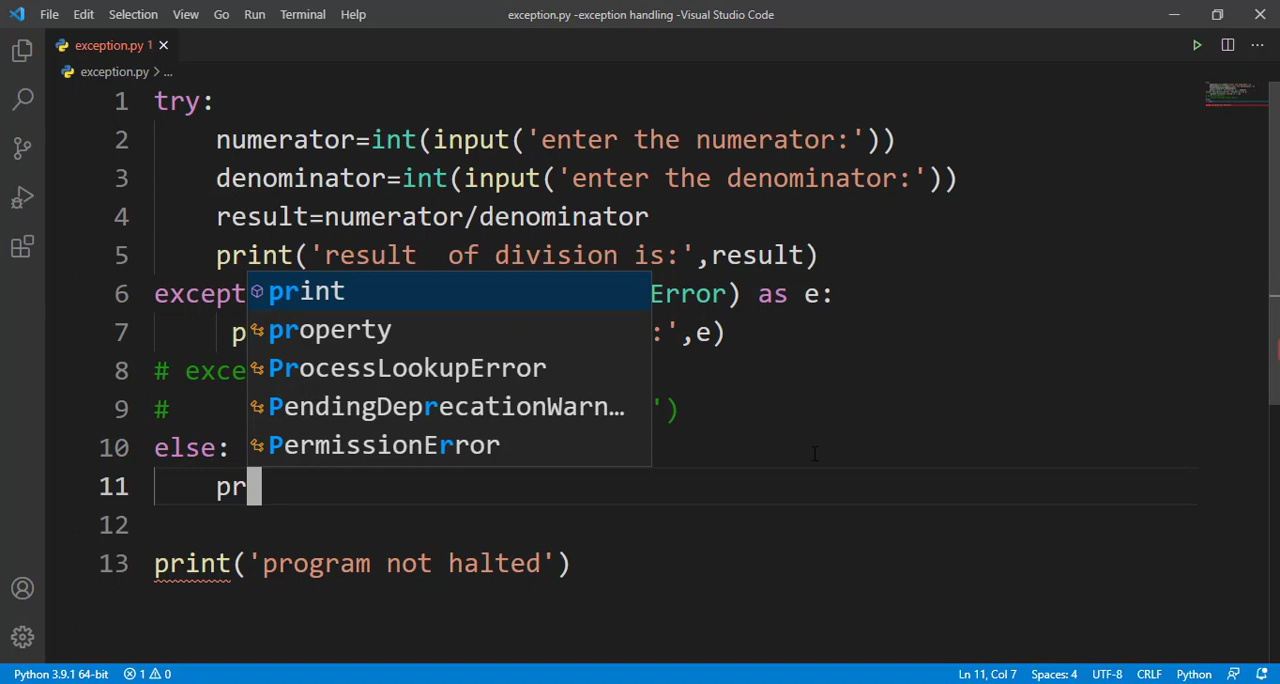 File Edit Selection View Go Run Terminal Help exception.py -exception handling -Visual Studio Code
exception.py 1
exception.py > ...
1 try:
2 numerator=int(input('enter the numerator:'))
3 denominator=int(input('enter the denominator:'))
4 result=numerator/denominator
5 print('result  of division is:',result)
6 except Error) as e:
7 p :',e)
8 # exce
9 # ')
10 else:
11 pr
12
13 print('program not halted')
print
property
ProcessLookupError
PendingDeprecationWarn...
PermissionError
Python 3.9.1 64-bit 1 0 Ln 11, Col 7 Spaces: 4 UTF-8 CRLF Python